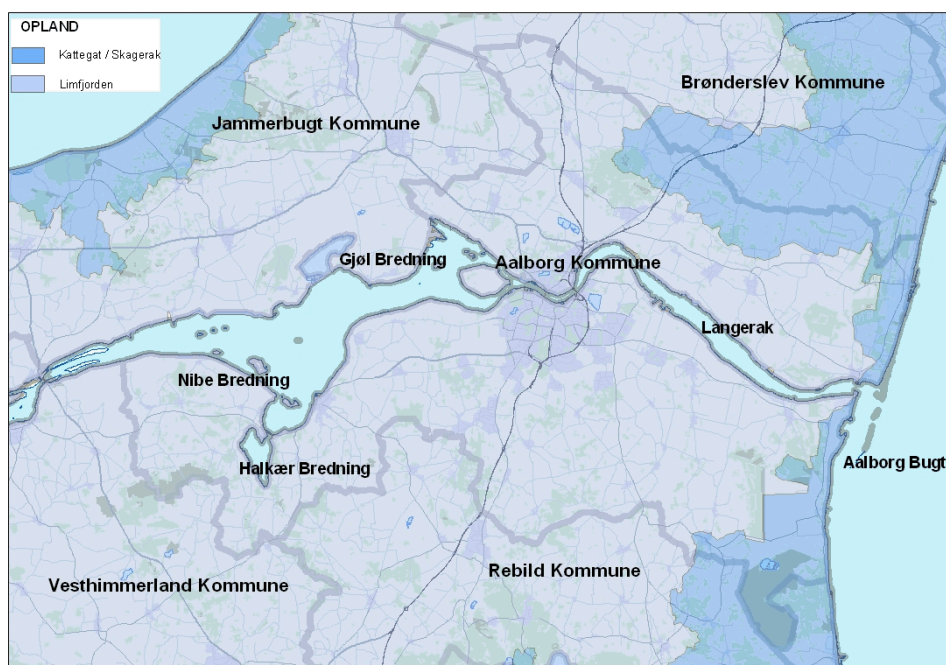 OPLAND
Kattegat / Skagerak
Limfjorden
Brønderslev Kommune
Jammerbugt Kommune
Gjøl Bredning
Aalborg Kommune
Langerak
Nibe Bredning
Halkær Bredning
Aalborg Bugt
Rebild Kommune
Vesthimmerland Kommune